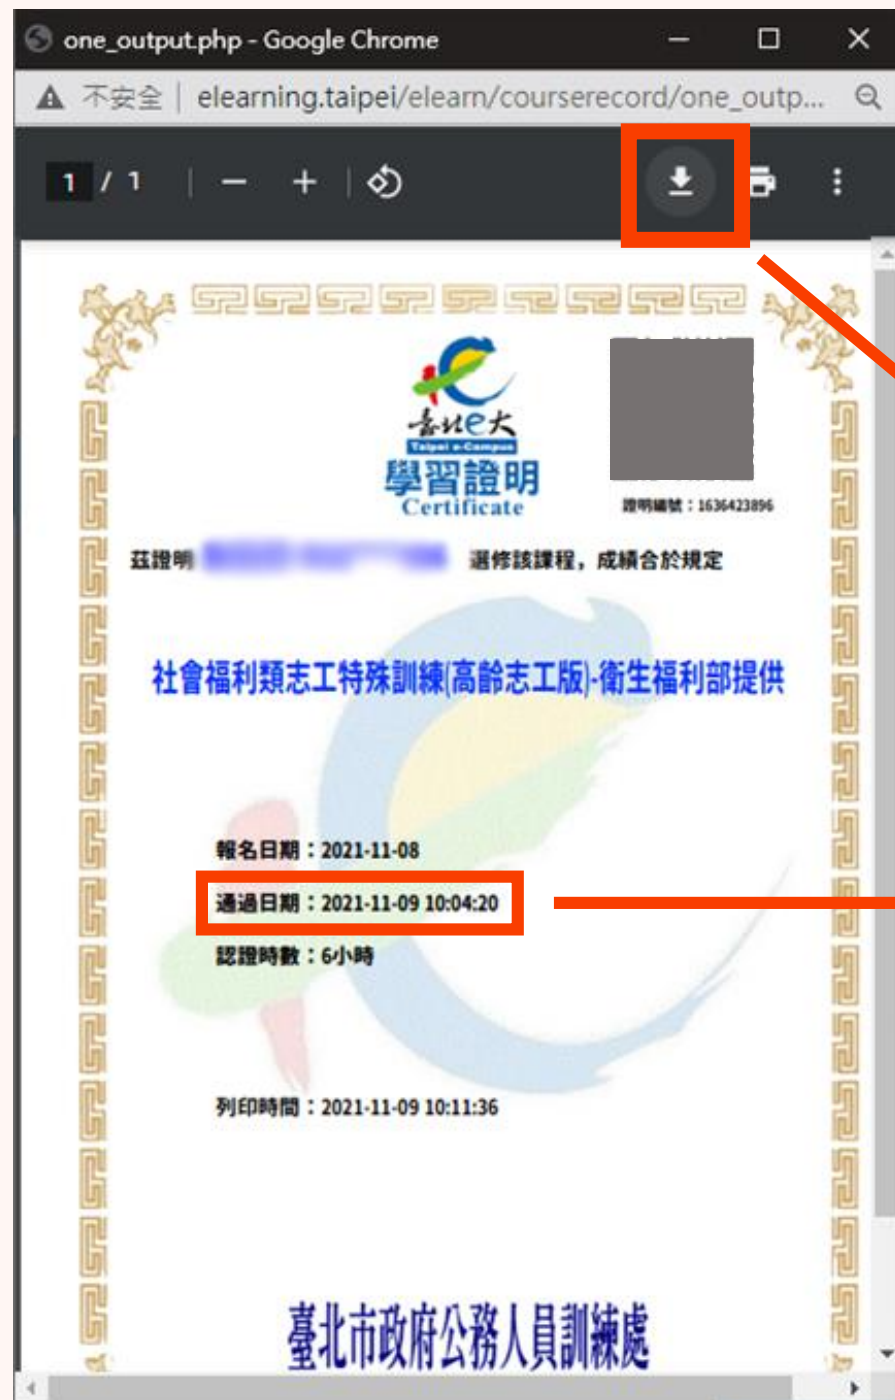 one_output.php - Google Chrome
不安全 | elearning.taipei/elearn/courserecord/one_outp...
1 / 1
臺北e大
Taipei e-Campus
學習證明
Certificate
證明編號：1636423896
茲證明 選修該課程，成績合於規定
社會福利類志工特殊訓練(高齡志工版)-衛生福利部提供
報名日期：2021-11-08
通過日期：2021-11-09 10:04:20
認證時數：6小時
列印時間：2021-11-09 10:11:36
臺北市政府公務人員訓練處